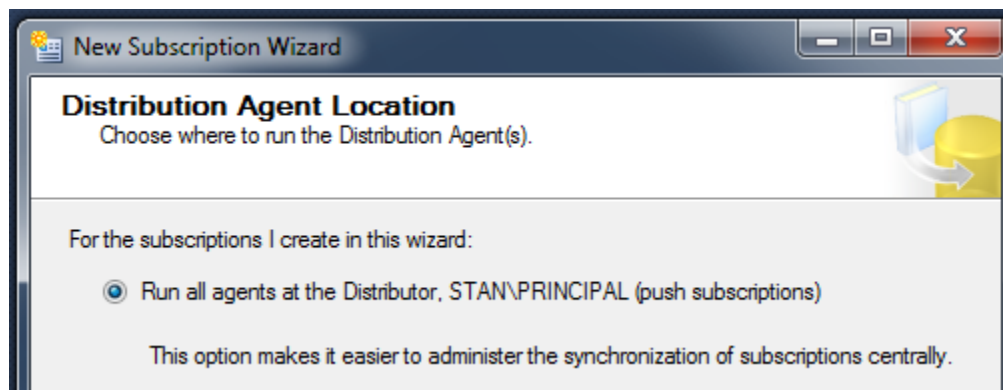 New Subscription Wizard
Distribution Agent Location
Choose where to run the Distribution Agent(s).
For the subscriptions I create in this wizard:
Run all agents at the Distributor, STAN\PRINCIPAL (push subscriptions)
This option makes it easier to administer the synchronization of subscriptions centrally.